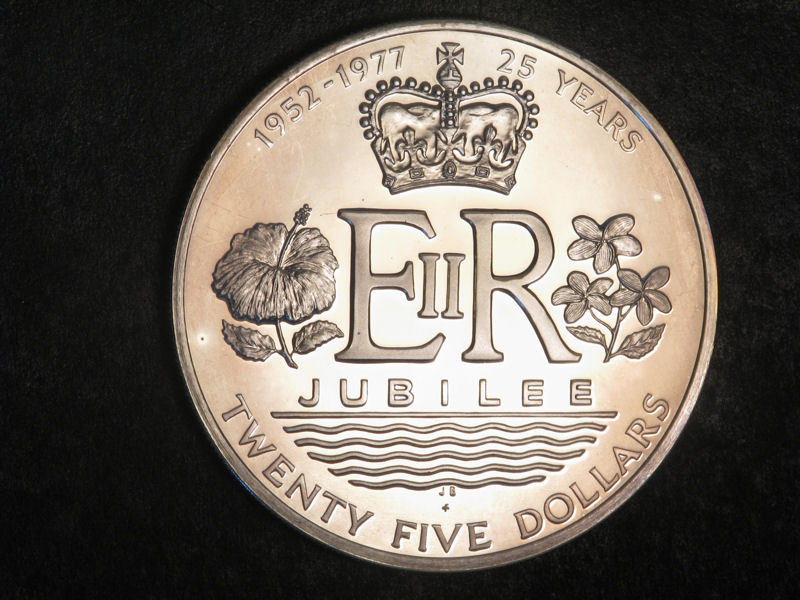 1952-1977 25 YEARS
EIIR
JUBILEE
JB
TWENTY FIVE DOLLARS